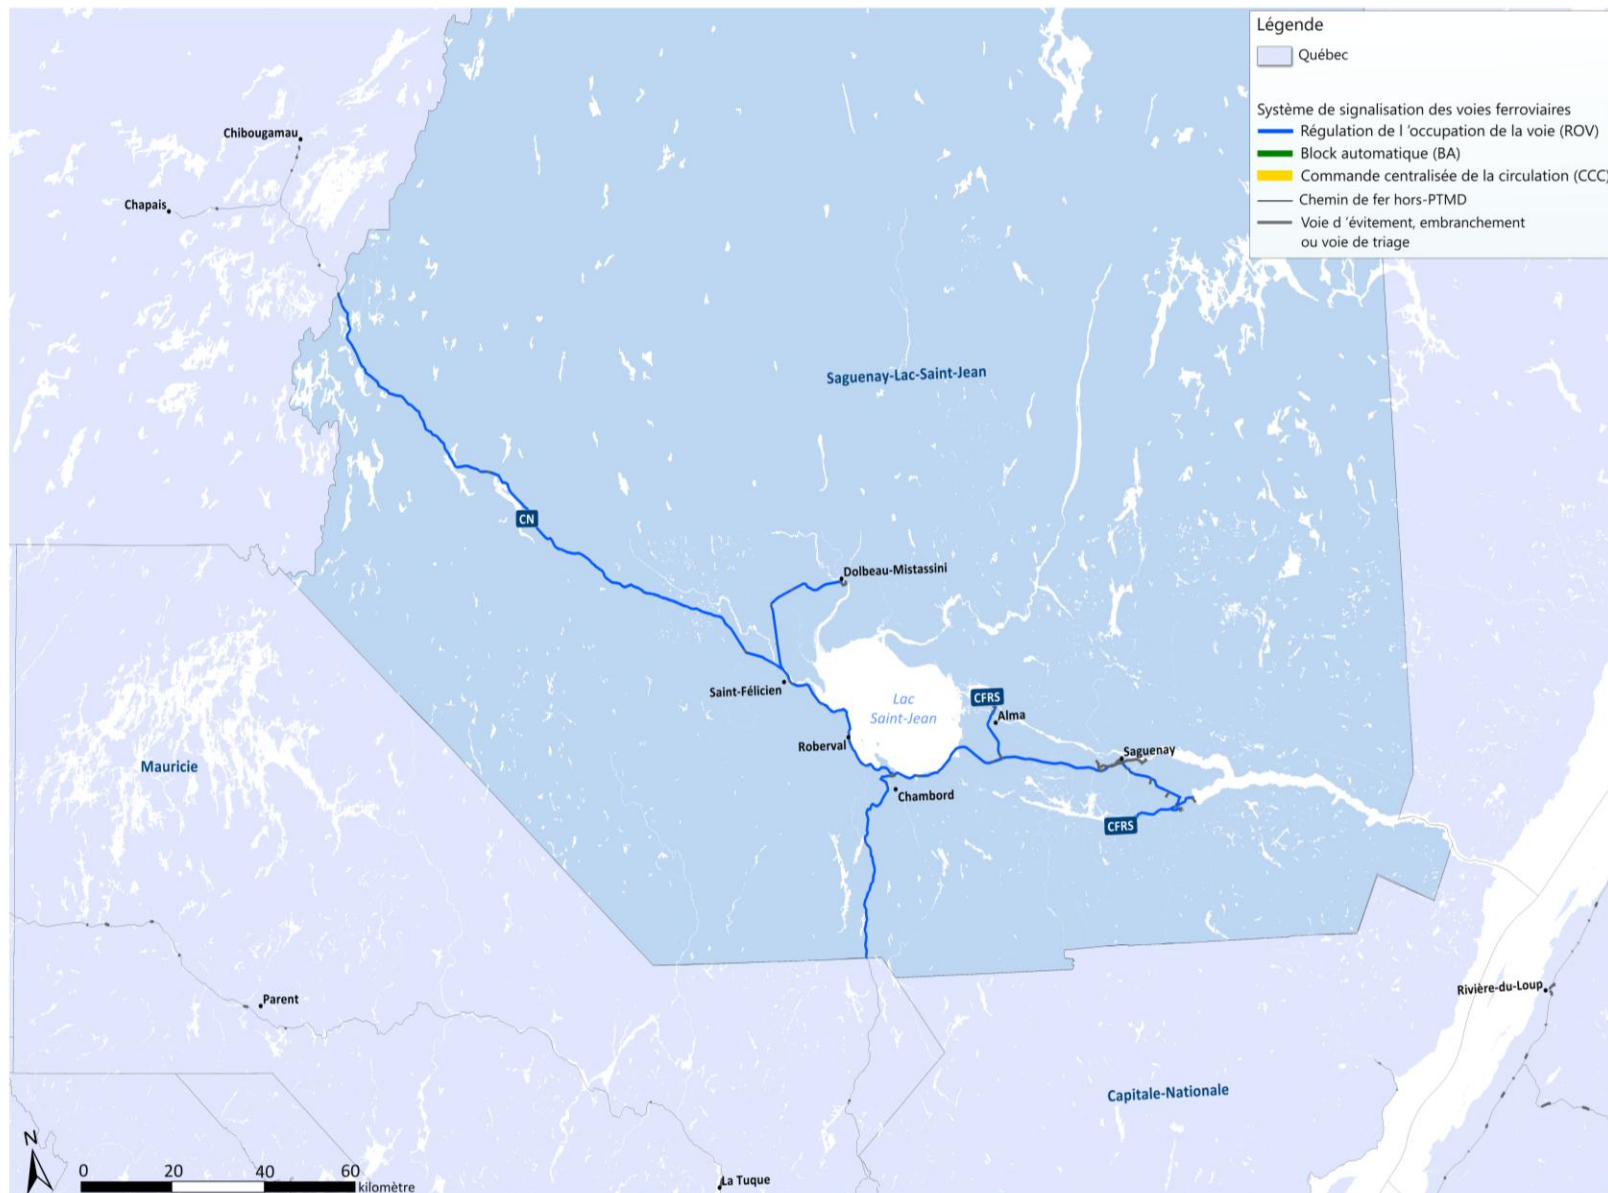 Légende
Québec
Système de signalisation des voies ferroviaires
Régulation de l 'occupation de la voie (ROV)
Block automatique (BA)
Commande centralisée de la circulation (CCC)
Chemin de fer hors-PTMD
Voie d 'évitement, embranchement
ou voie de triage
Chibougamau
Chapais
Saguenay-Lac-Saint-Jean
CN
Dolbeau-Mistassini
Saint-Félicien
Lac
Saint-Jean
CFRS
Alma
Roberval
Saguenay
Mauricie
Chambord
CFRS
Parent
Rivière-du-Loup
Capitale-Nationale
N
0 20 40 60
kilomètre
La Tuque